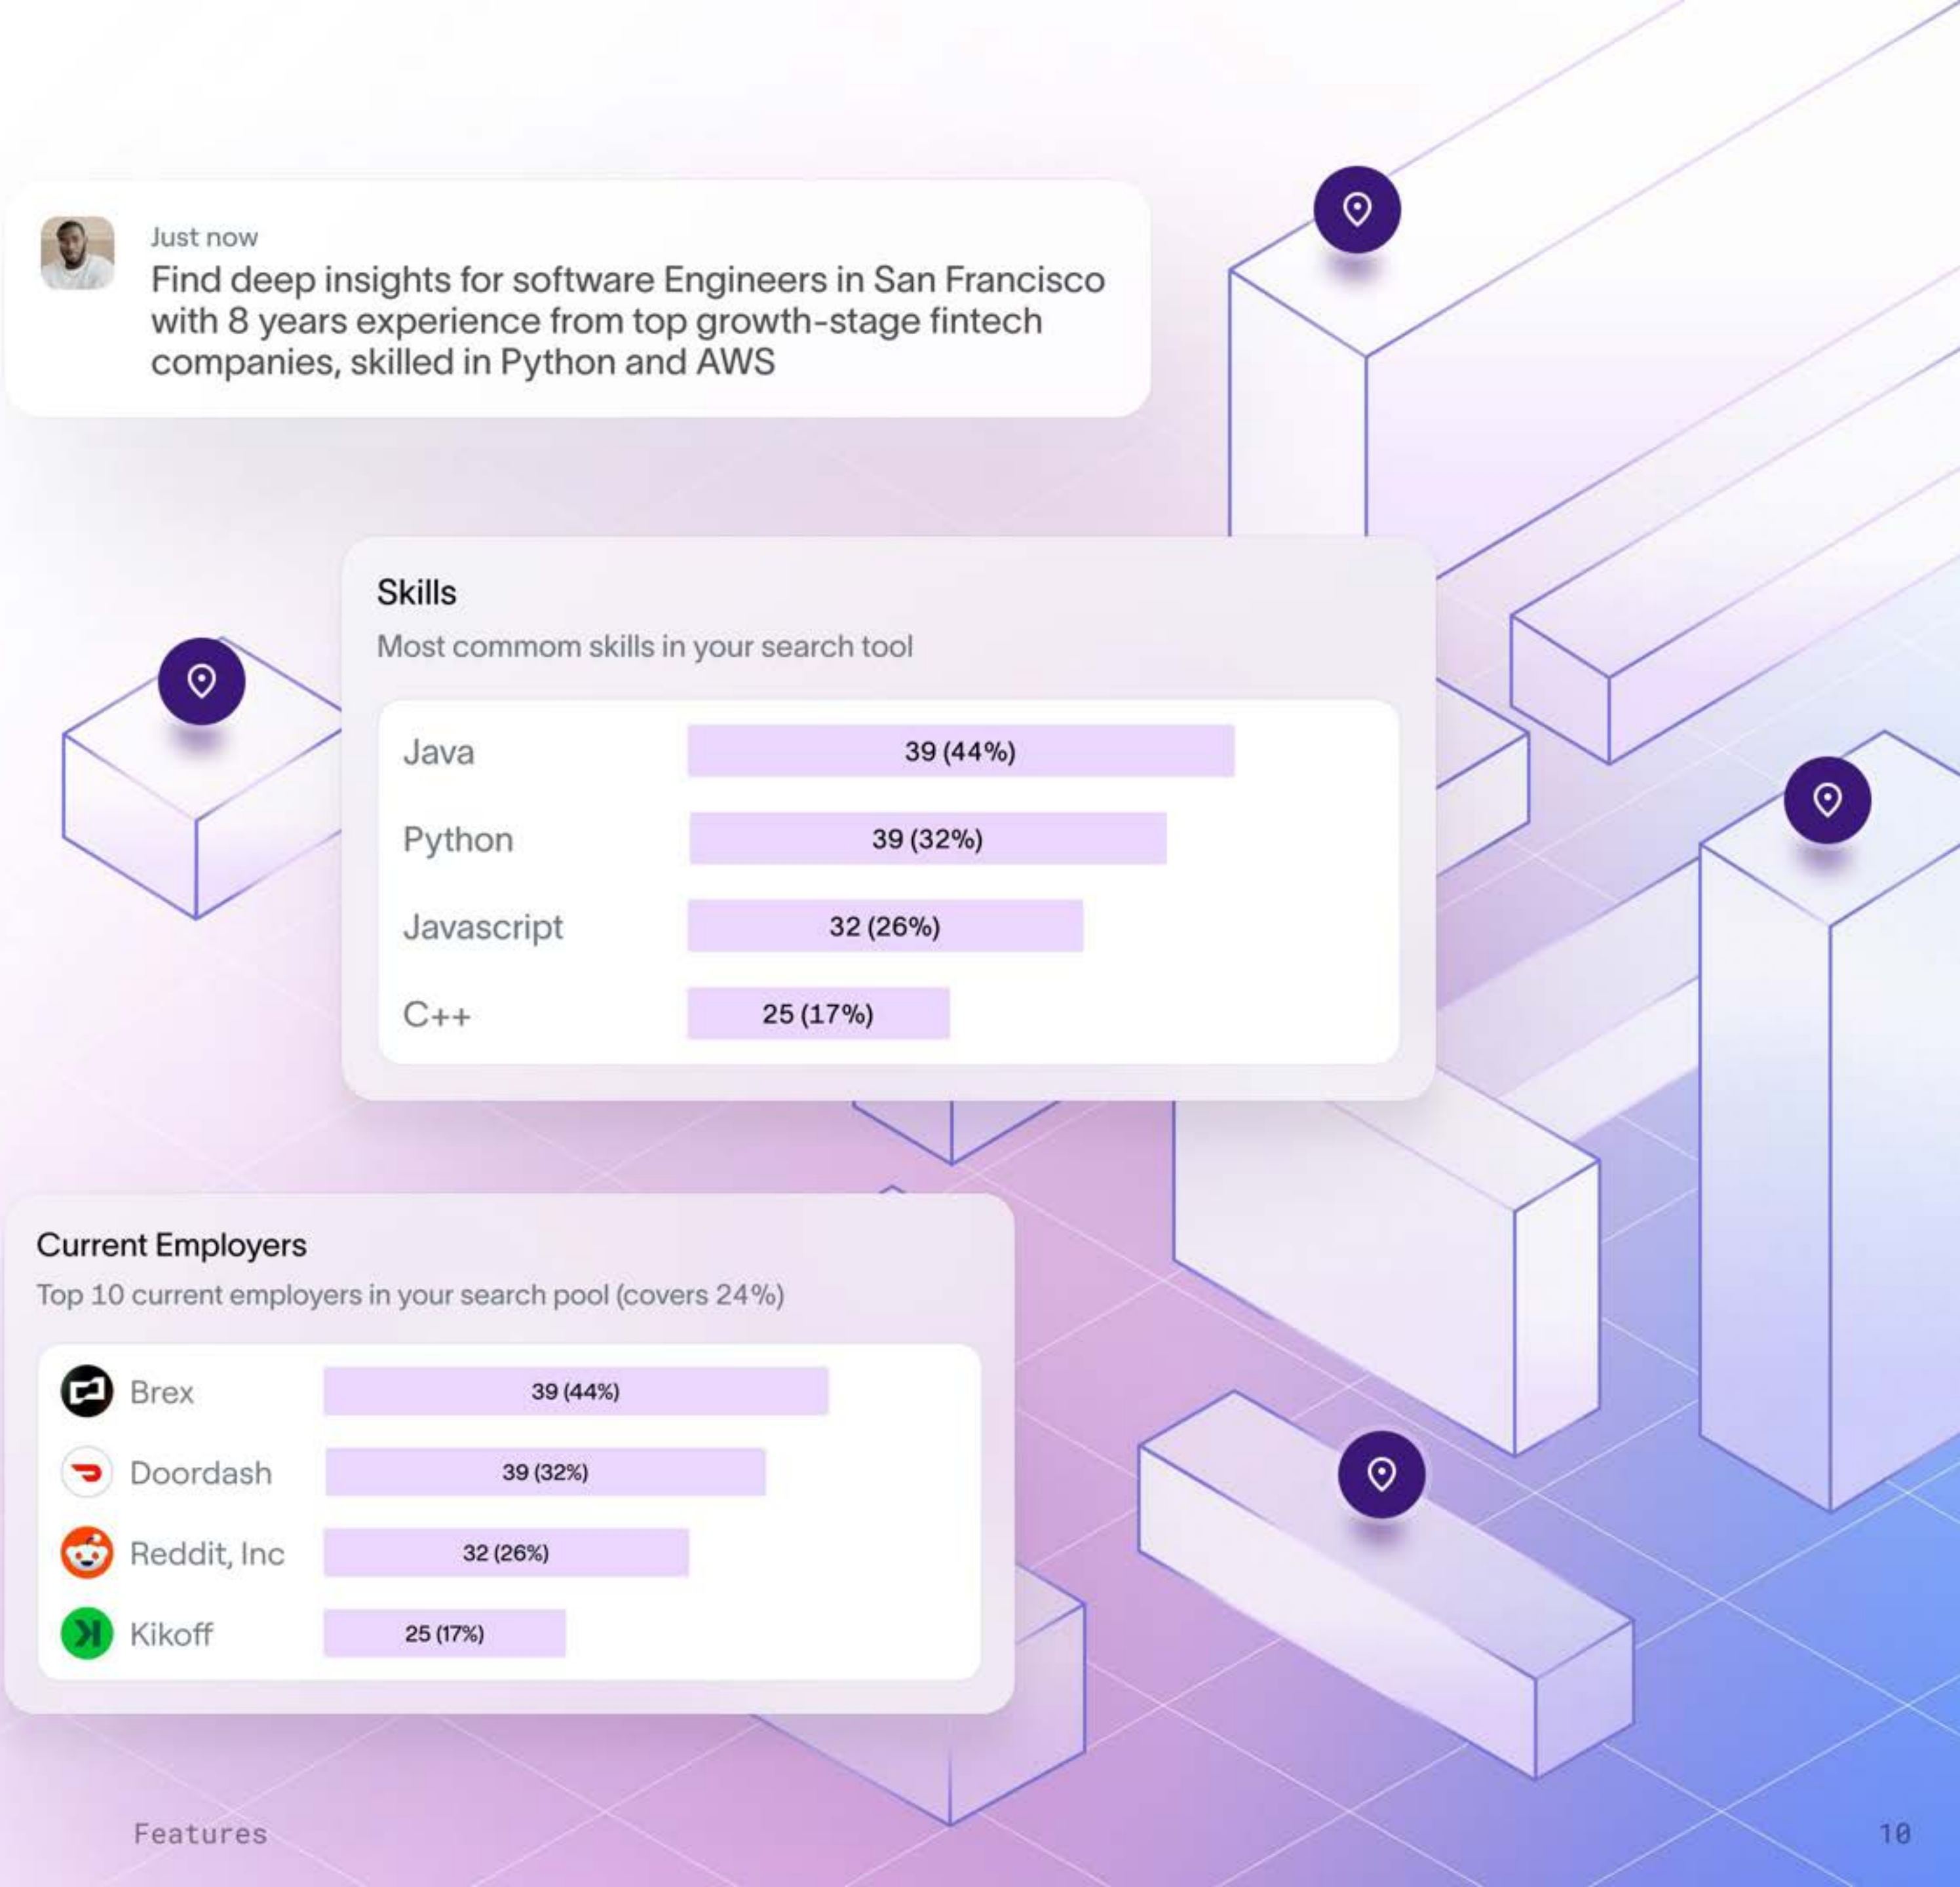 Just now
Find deep insights for software Engineers in San Francisco
with 8 years experience from top growth-stage fintech
companies, skilled in Python and AWS
Skills
Most commom skills in your search tool
Java 39 (44%)
Python 39 (32%)
Javascript 32 (26%)
C++ 25 (17%)
Current Employers
Top 10 current employers in your search pool (covers 24%)
Brex 39 (44%)
Doordash 39 (32%)
Reddit, Inc 32 (26%)
Kikoff 25 (17%)
Features 10